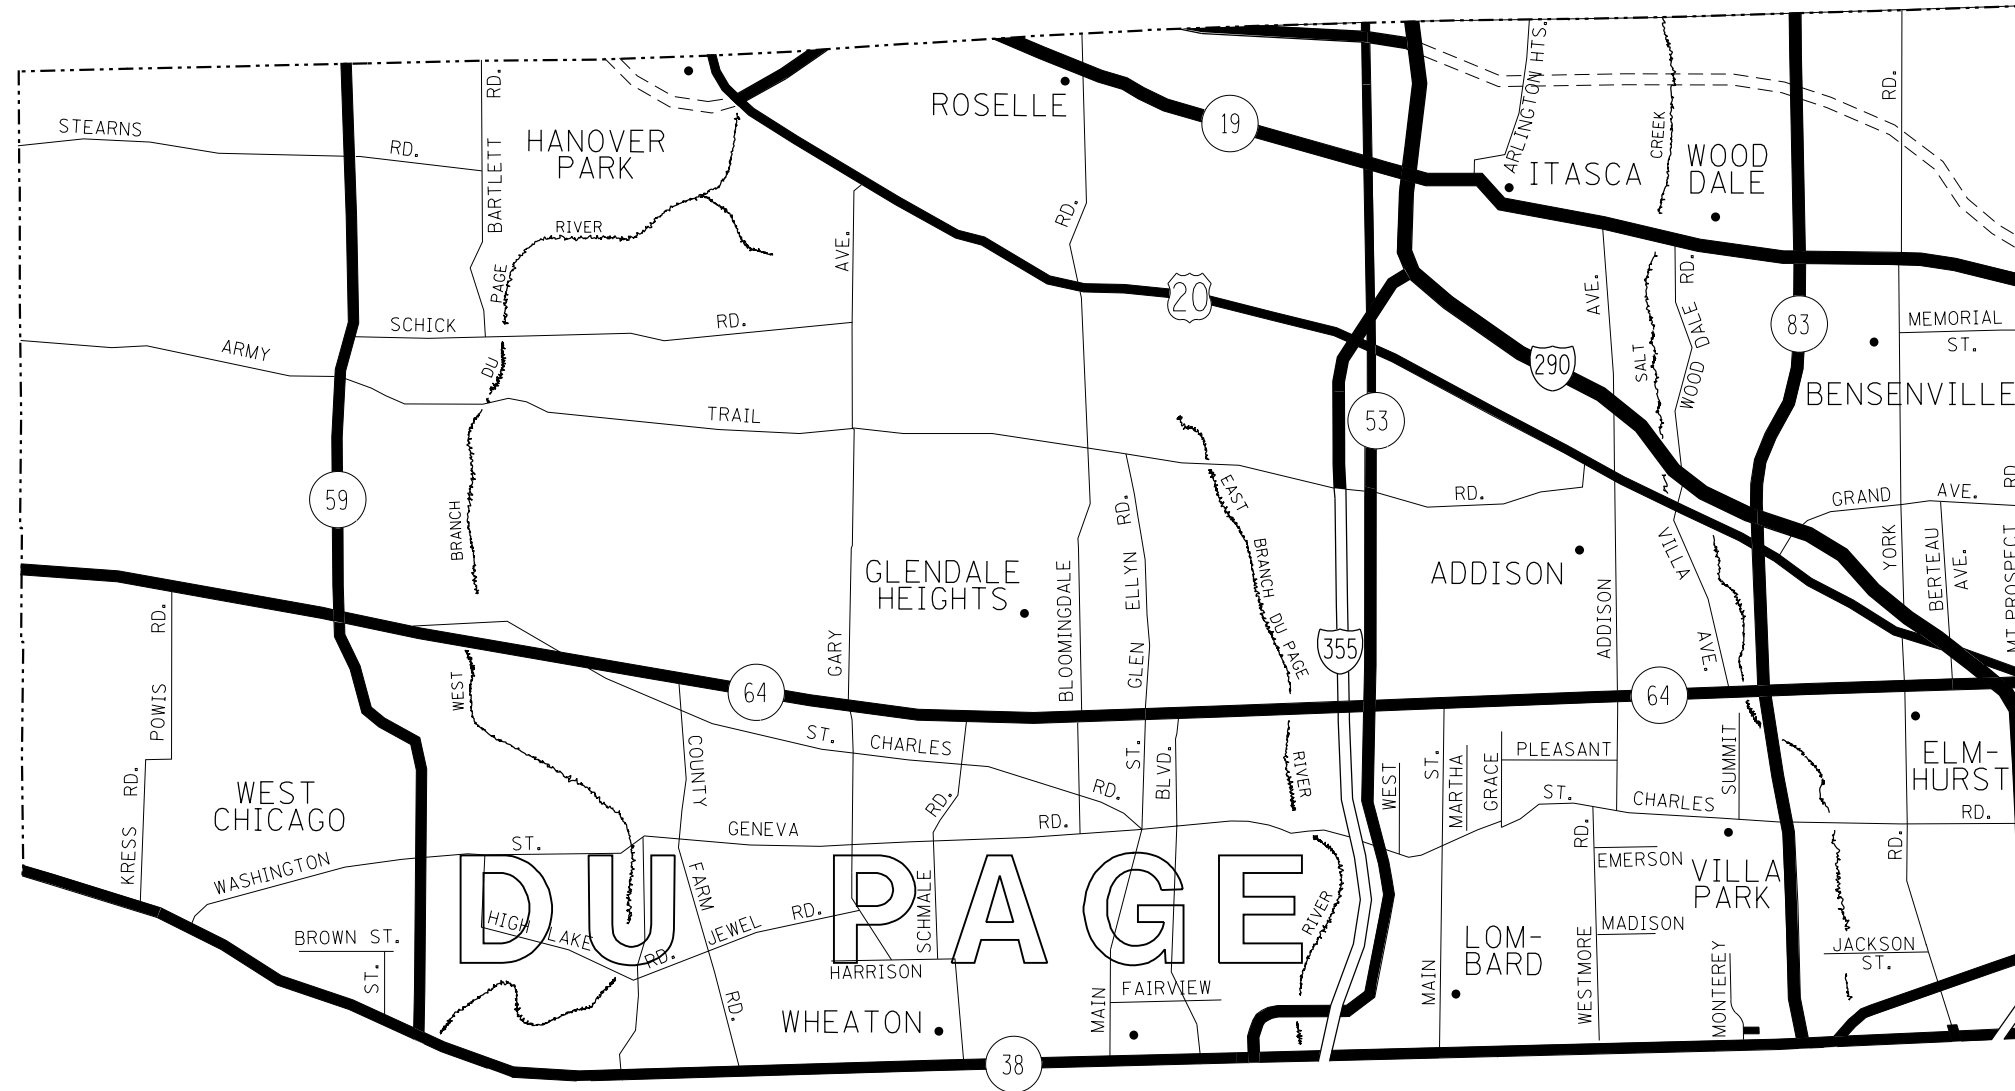 STEARNS
RD.
BARTLETT
RD.
HANOVER
PARK
ROSELLE
19
ARLINGTON HTS.
ITASCA
CREEK
WOOD
DALE
RD.
RIVER
PAGE
AVE.
RD.
20
AVE.
RD.
WOOD DALE
SALT
83
MEMORIAL
ST.
SCHICK
RD.
ARMY
DU
TRAIL
290
BENSENVILLE
53
59
BRANCH
EAST
BRANCH
DU PAGE
RD.
RD.
GRAND
AVE.
RD
GLENDALE
HEIGHTS
BLOOMINGDALE
ELLYN
GLEN
ADDISON
ADDISON
VILLA
AVE.
YORK
BERTEAU
AVE.
MT PROSPECT
355
POWIS
RD.
WEST
GARY
64
64
ST. CHARLES
RD.
COUNTY
FARM
RD.
ST.
BLVD.
RIVER
WEST
ST.
MARTHA
GRACE
PLEASANT
SUMMIT
ELM-
HURST
KRESS
RD.
WEST
CHICAGO
WASHINGTON
ST.
GENEVA
RD.
RD.
ST.
CHARLES
RD.
DU PAGE
HIGH LAKE
RD.
JEWEL
RD.
SCHMALE
HARRISON
RIVER
RD.
EMERSON
VILLA
PARK
RD.
BROWN ST.
ST.
WHEATON
MAIN
FAIRVIEW
LOM-
BARD
MAIN
WESTMORE
MADISON
MONTEREY
JACKSON
ST.
38